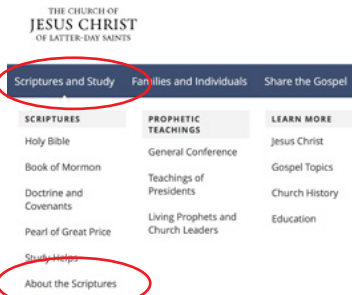 THE CHURCH OF
JESUS CHRIST
OF LATTER-DAY SAINTS
Scriptures and Study
Families and Individuals
Share the Gospel
SCRIPTURES
Holy Bible
Book of Mormon
Doctrine and
Covenants
Pearl of Great Price
Study Helps
About the Scriptures
PROPHETIC
TEACHINGS
General Conference
Teachings of
Presidents
Living Prophets and
Church Leaders
LEARN MORE
Jesus Christ
Gospel Topics
Church History
Education